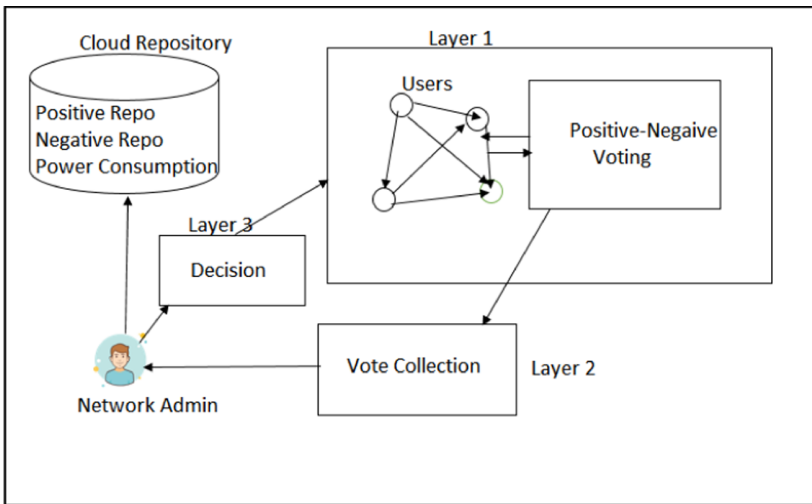 Cloud Repository
Positive Repo
Negative Repo
Power Consumption
Layer 1
Users
Positive-Negaive
Voting
Layer 3
Decision
Network Admin
Vote Collection
Layer 2